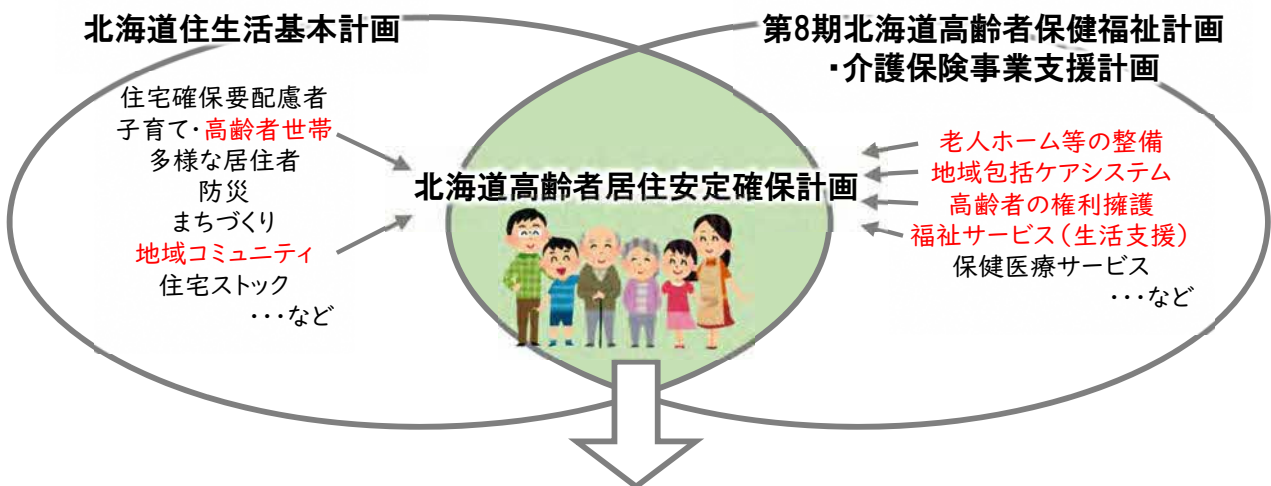 北海道住生活基本計画
住宅確保要配慮者
子育て・高齢者世帯
多様な居住者
防災
まちづくり
地域コミュニティ
住宅ストック
・・・など
第8期北海道高齢者保健福祉計画
・介護保険事業支援計画
老人ホーム等の整備
地域包括ケアシステム
高齢者の権利擁護
福祉サービス（生活支援）
保健医療サービス
・・・など
北海道高齢者居住安定確保計画